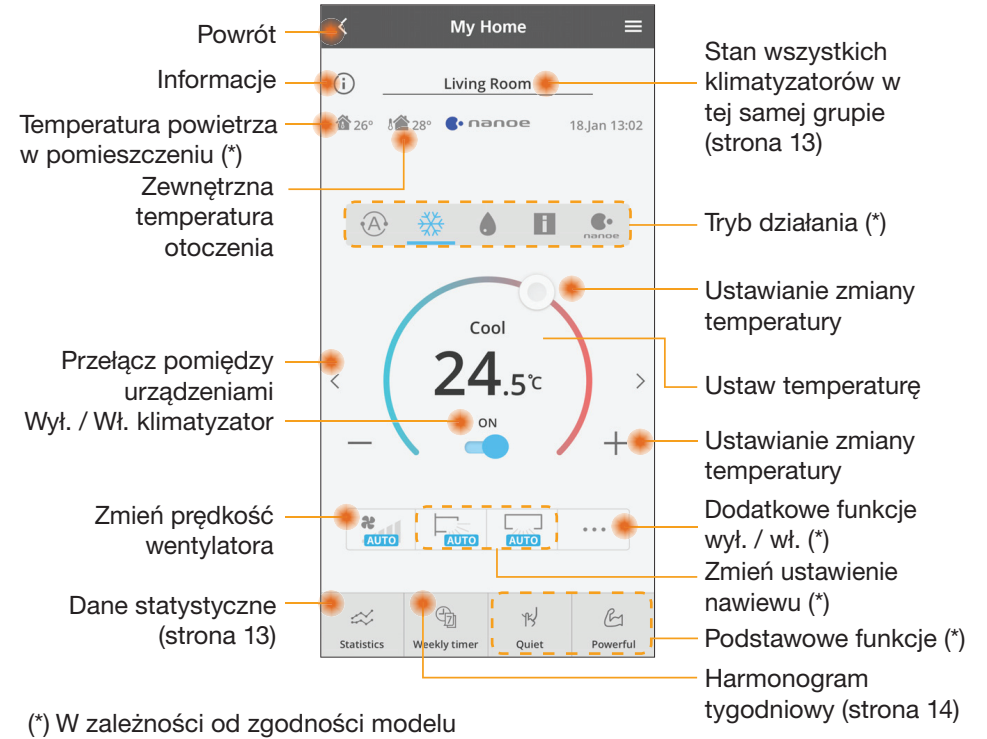 Powrót
Informacje
Temperatura powietrza
w pomieszczeniu (*)
Zewnętrzna
temperatura
otoczenia
Przełącz pomiędzy
urządzeniami
Wył. / Wł. klimatyzator
Zmień prędkość
wentylatora
Dane statystyczne
(strona 13)
My Home
Living Room
26° 28° nanoe 18.Jan 13:02
A i nanoe
Cool
24.5°C
ON
AUTO AUTO AUTO
7
Statistics Weekly timer Quiet Powerful
Stan wszystkich
klimatyzatorów w
tej samej grupie
(strona 13)
Tryb działania (*)
Ustawianie zmiany
temperatury
Ustaw temperaturę
Ustawianie zmiany
temperatury
Dodatkowe funkcje
wył. / wł. (*)
Zmień ustawienie
nawiewu (*)
Podstawowe funkcje (*)
Harmonogram
tygodniowy (strona 14)
(*) W zależności od zgodności modelu